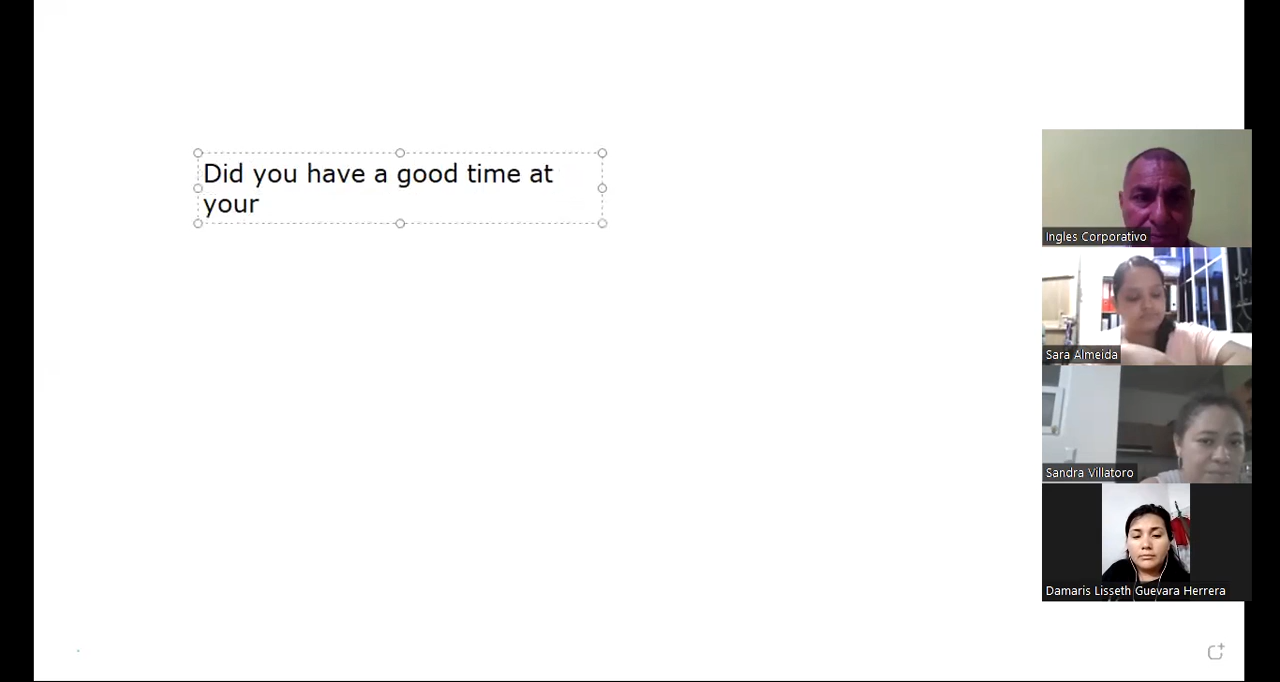 Did you have a good time at
your
Ingles Corporativo
Sara Almeida
Sandra Villatoro
Damaris Lisseth Guevara Herrera